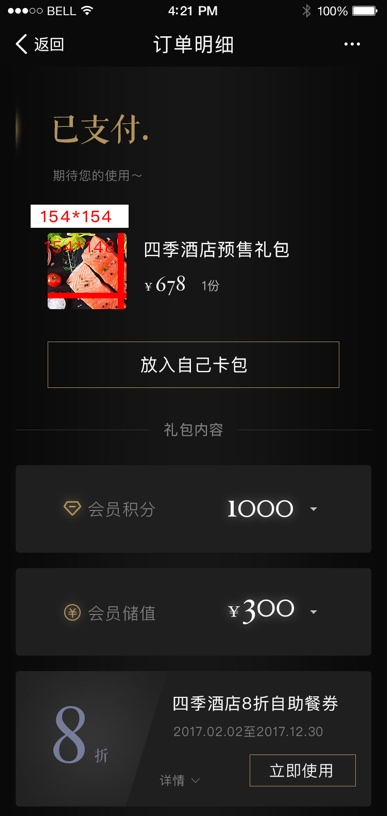 BELL 4:21 PM 100%
返回 订单明细
已支付.
期待您的使用～
154*154
154*148
四季酒店预售礼包
¥678 1份
放入自己卡包
礼包内容
会员积分 1000
会员储值 ¥300
8折
四季酒店8折自助餐券
2017.02.02至2017.12.30
详情 立即使用